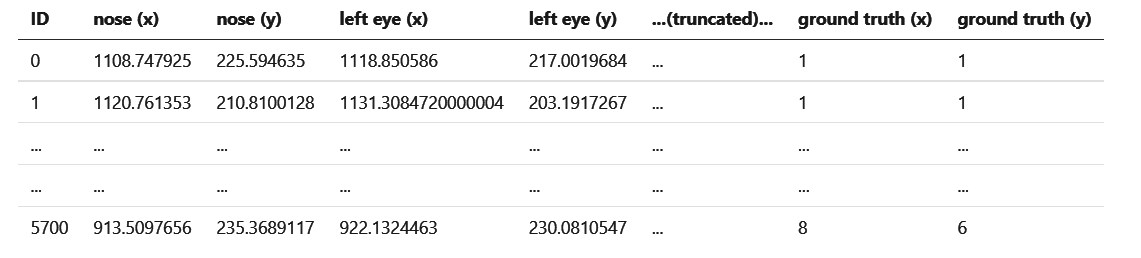 ID nose (x) nose (y) left eye (x) left eye (y) ...(truncated)... ground truth (x) ground truth (y)
0 1108.747925 225.594635 1118.850586 217.0019684 ... 1 1
1 1120.761353 210.8100128 1131.3084720000004 203.1917267 ... 1 1
... ... ... ... ... ... ... ...
... ... ... ... ... ... ... ...
5700 913.5097656 235.3689117 922.1324463 230.0810547 ... 8 6